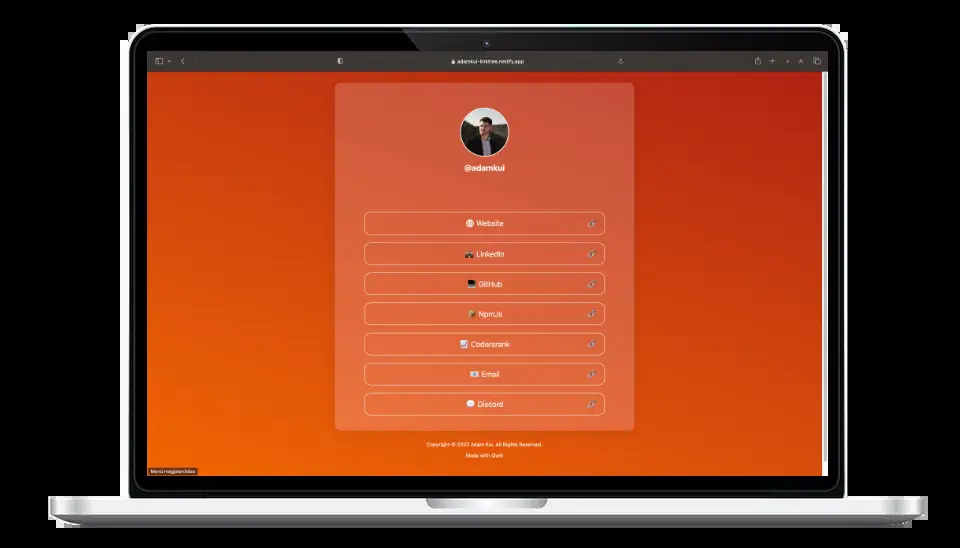 adamkui-linktree.netlify.app
@adamkui
Website
LinkedIn
GitHub
NpmJs
Codersrank
Email
Discord
Copyright © 2022 Adam Kui. All Rights Reserved.
Made with Qwik
Menü megjelenítése